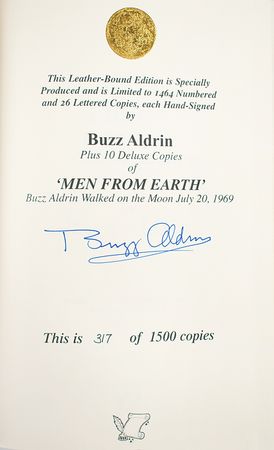 This Leather-Bound Edition is Specially
Produced and is Limited to 1464 Numbered
and 26 Lettered Copies, each Hand-Signed
by
Buzz Aldrin
Plus 10 Deluxe Copies
of
‘MEN FROM EARTH’
Buzz Aldrin Walked on the Moon July 20, 1969
Buzz Aldrin
This is 317 of 1500 copies